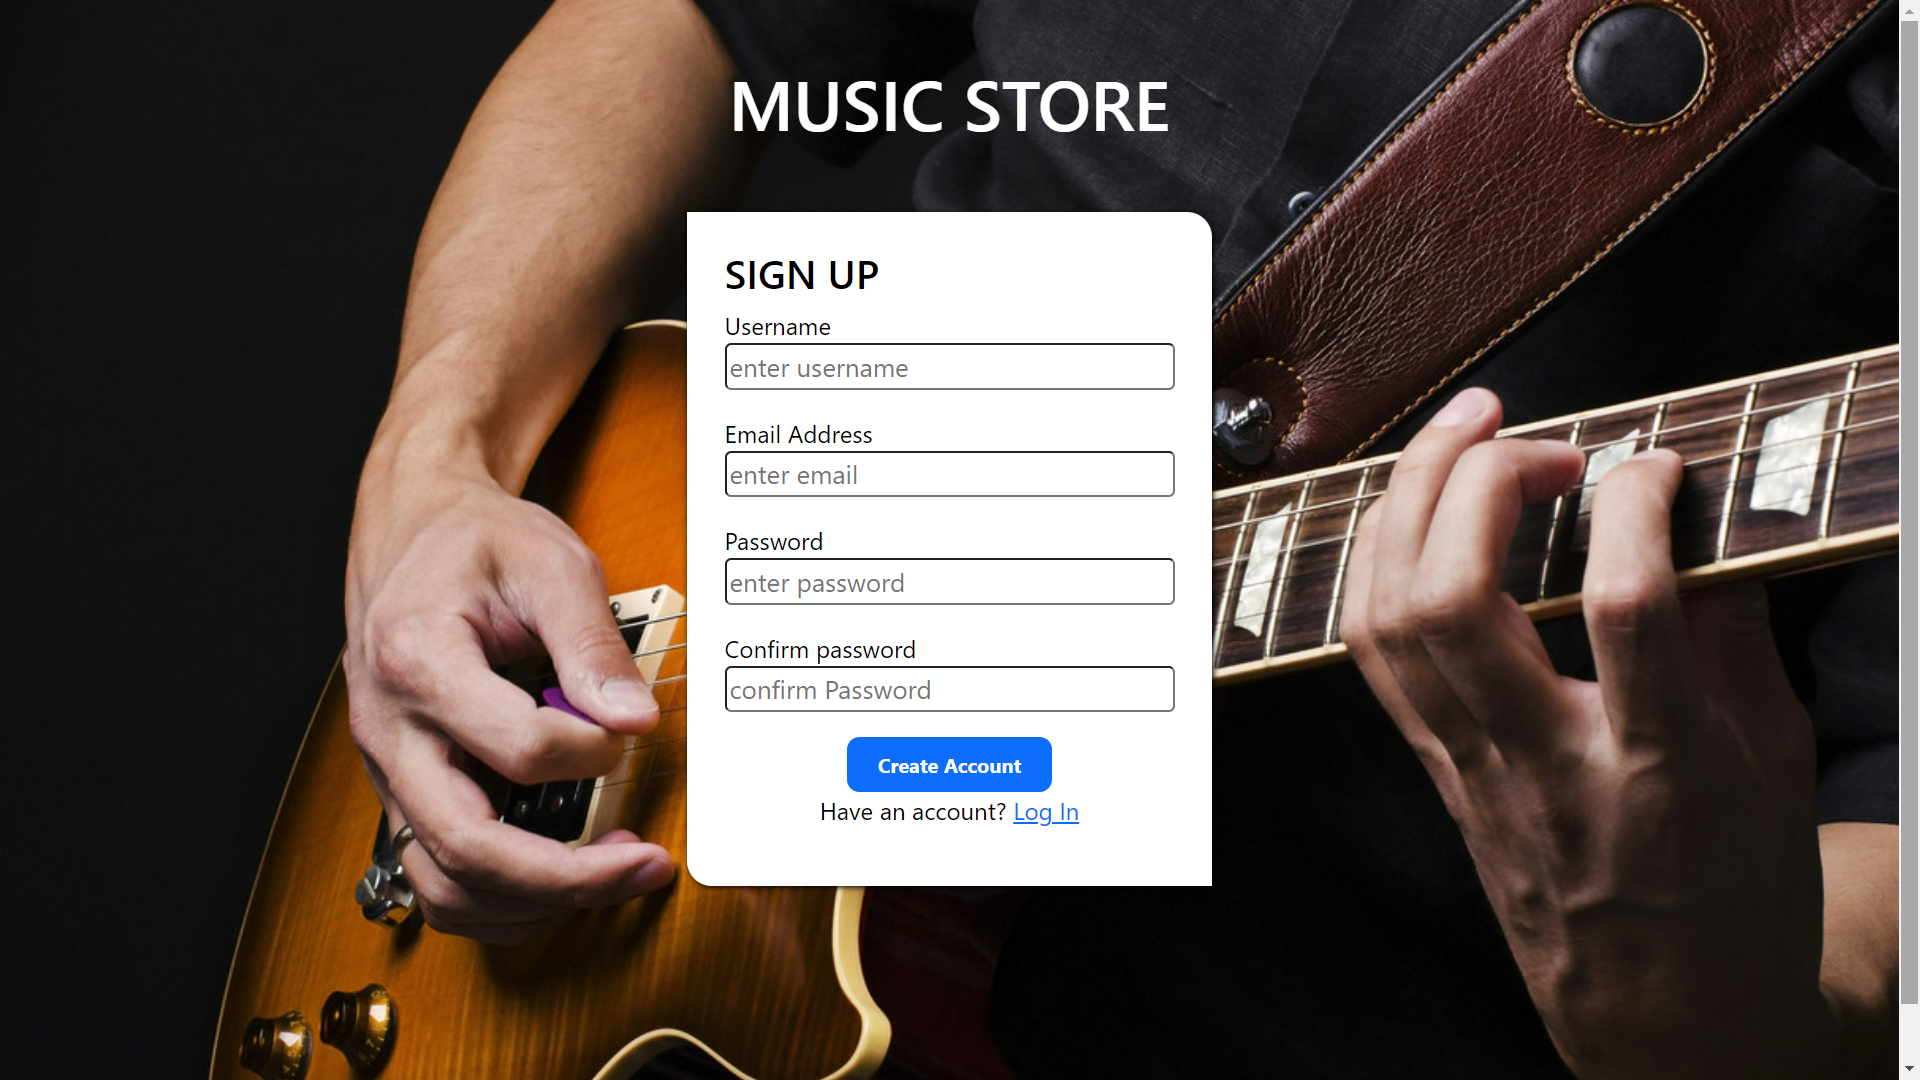 MUSIC STORE
SIGN UP
Username
enter username
Email Address
enter email
Password
enter password
Confirm password
confirm Password
Create Account
Have an account? Log In